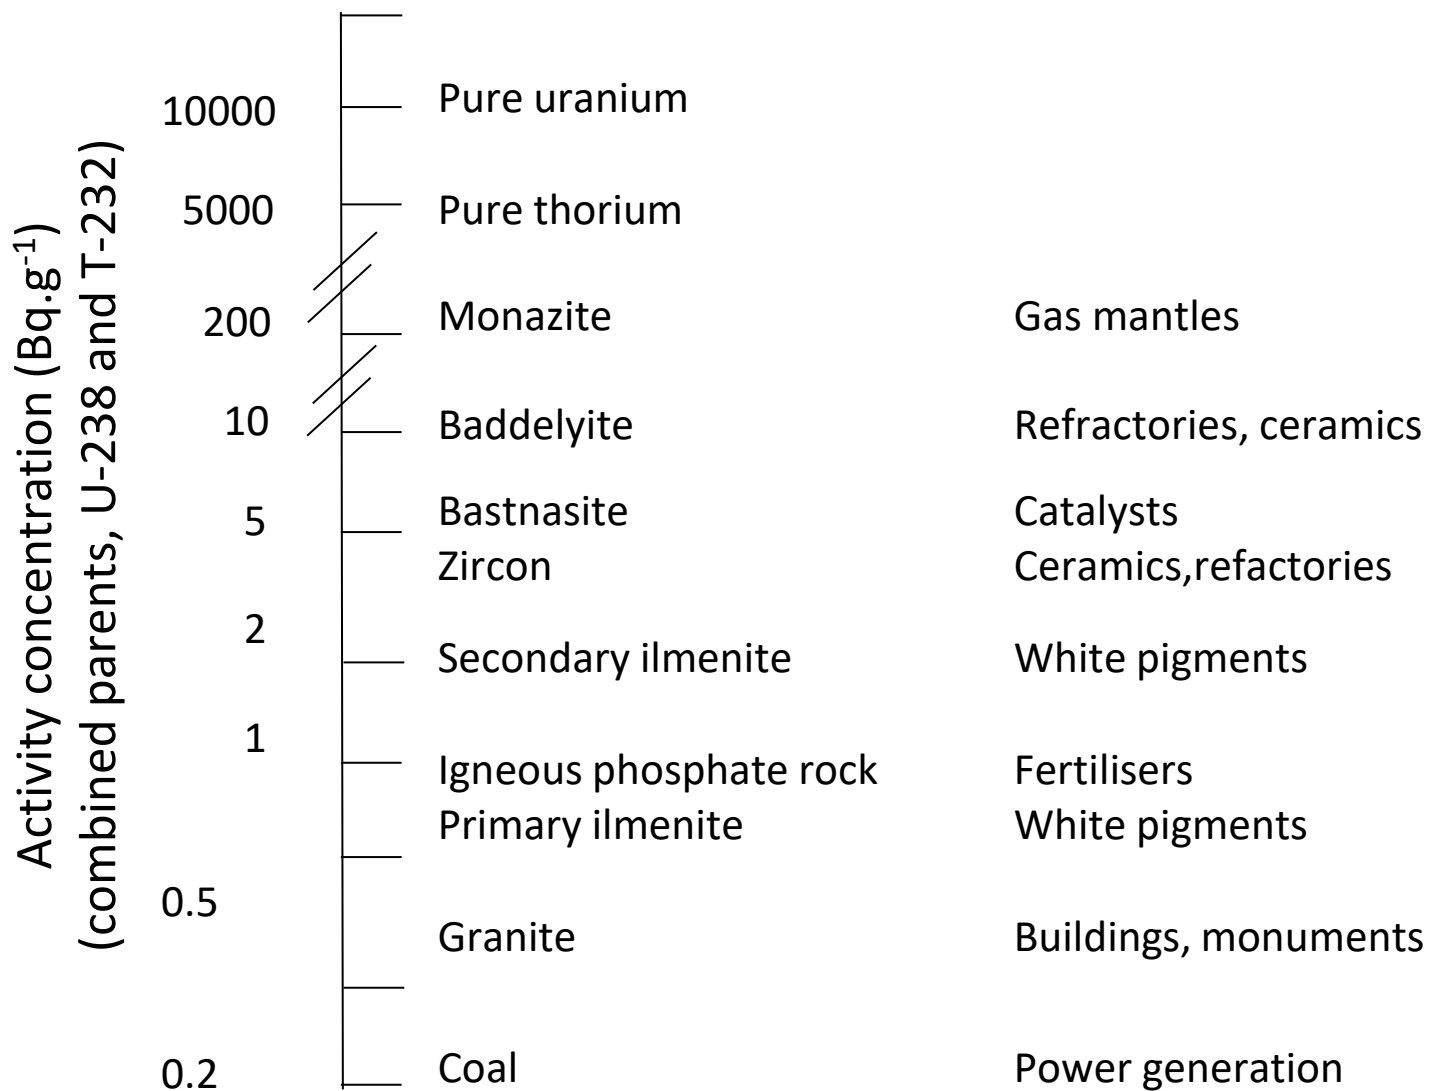 Activity concentration (Bq.g⁻¹)
(combined parents, U-238 and T-232)
10000 Pure uranium
5000 Pure thorium
200 Monazite Gas mantles
10 Baddelyite Refractories, ceramics
5 Bastnasite Catalysts
Zircon Ceramics,refactories
2 Secondary ilmenite White pigments
1
Igneous phosphate rock Fertilisers
Primary ilmenite White pigments
0.5
Granite Buildings, monuments
0.2 Coal Power generation